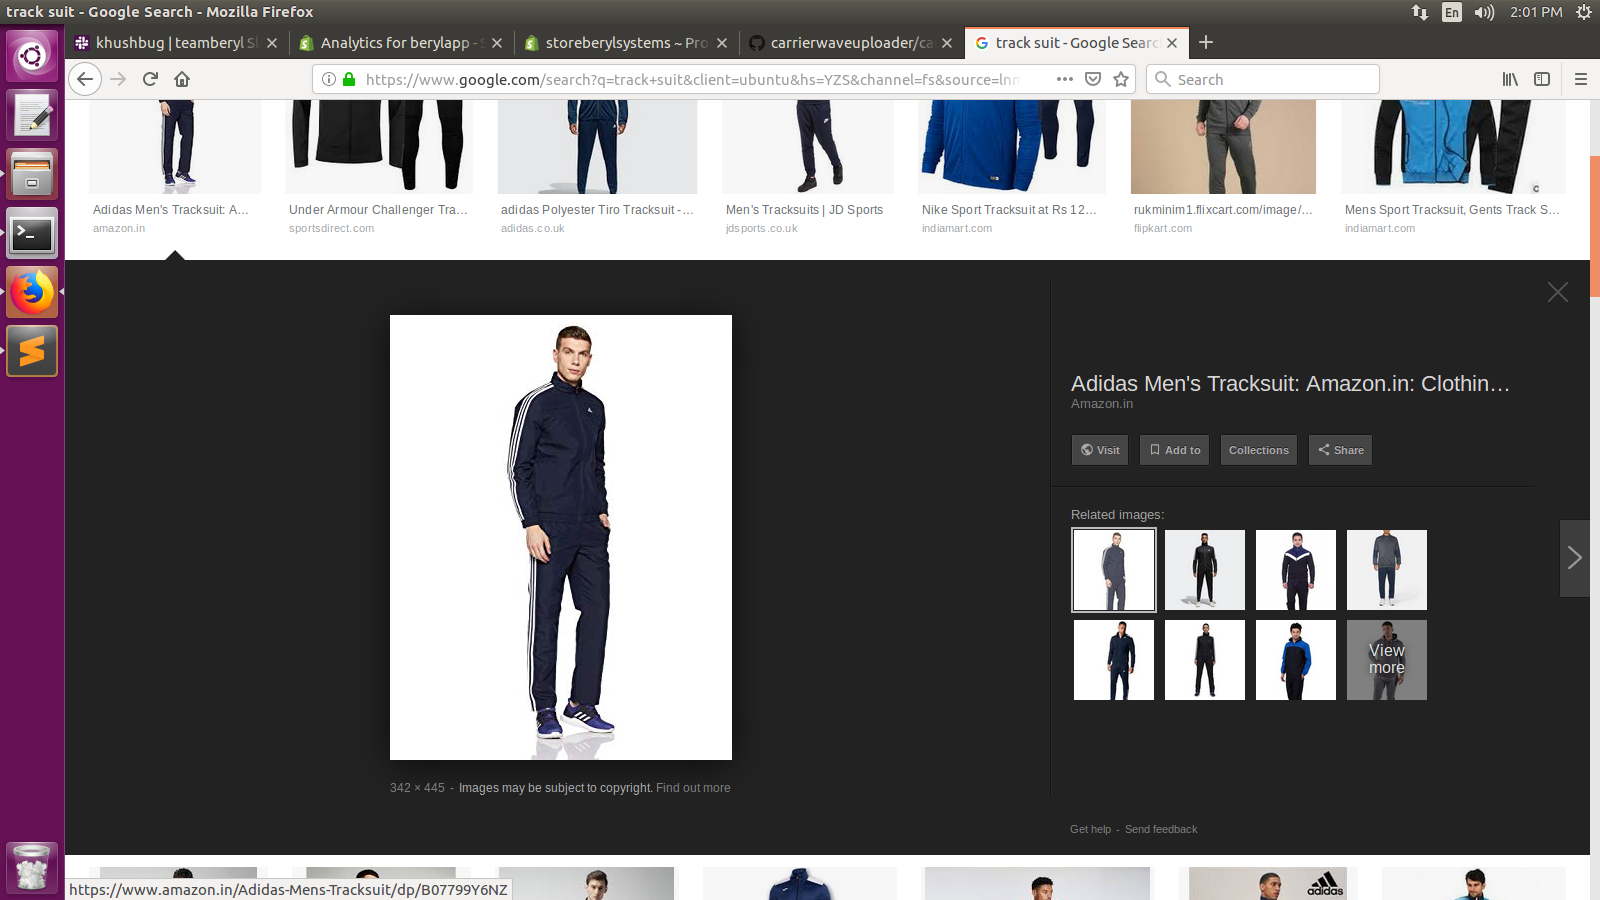 track suit - Google Search - Mozilla Firefox
En
2:01 PM
khushbug | teamberyl Sl
Analytics for berylapp - S
storeberylsystems ~ Pro
carrierwaveuploader/ca
track suit - Google Searc
https://www.google.com/search?q=track+suit&client=ubuntu&hs=YZS&channel=fs&source=lnm
Search
Adidas Men's Tracksuit: A...
amazon.in
Under Armour Challenger Tra...
sportsdirect.com
adidas Polyester Tiro Tracksuit -...
adidas.co.uk
Men's Tracksuits | JD Sports
jdsports.co.uk
Nike Sport Tracksuit at Rs 12...
indiamart.com
rukminim1.flixcart.com/image/...
flipkart.com
Mens Sport Tracksuit, Gents Track S...
indiamart.com
Adidas Men's Tracksuit: Amazon.in: Clothin...
Amazon.in
Visit
Add to
Collections
Share
Related images:
View
more
342 × 445 - Images may be subject to copyright. Find out more
Get help - Send feedback
adidas
https://www.amazon.in/Adidas-Mens-Tracksuit/dp/B07799Y6NZ